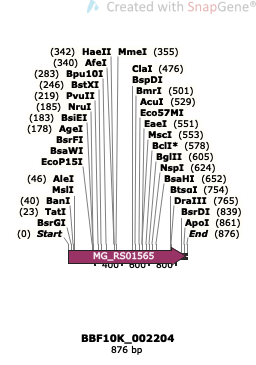 Created with SnapGene®
(342) HaeII MmeI (355)
(340) AfeI
ClaI (476)
(283) Bpu10I
BspDI
(246) BstXI
BmrI (501)
(219) PvuII
AcuI (529)
(185) NruI
Eco57MI
(183) BsiEI
EaeI (551)
(178) AgeI
MscI (553)
BsrFI
BclI* (578)
BsaWI
BglII (605)
EcoP15I
NspI (624)
BsaHI (652)
(46) AleI
BtsαI (754)
MslI
DraIII (765)
(40) BanI
BsrDI (839)
(23) TatI
ApoI (861)
BsrGI
End (876)
(0) Start
MG_RS01565
400 600 800
BBF10K_002204
876 bp